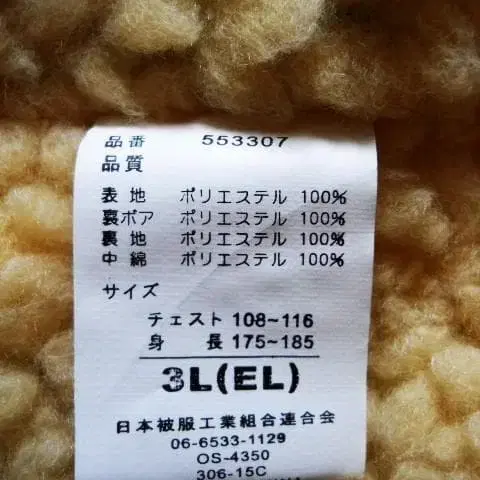 品番 553307
品質
表地 ポリエステル 100%
裏ボア ポリエステル 100%
裏地 ポリエステル 100%
中綿 ポリエステル 100%
サイズ
チェスト 108~116
身長 175~185
3L(EL)
日本被服工業組合連合会
06-6533-1129
OS-4350
306-15C